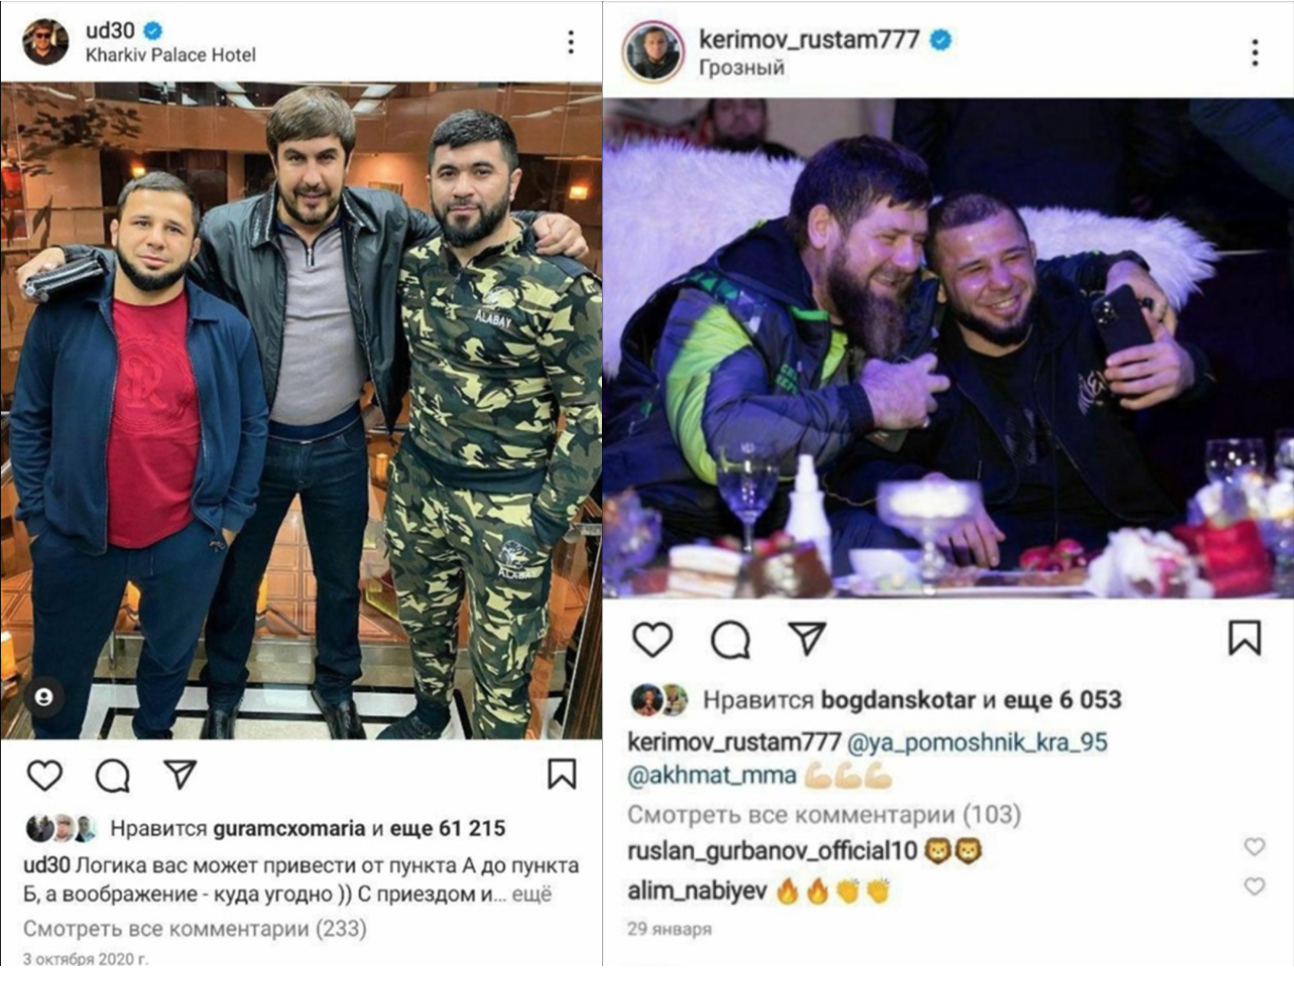 ud30
Kharkiv Palace Hotel
ALABAY
ALABAY
Нравится guramcxomaria и еще 61 215
ud30 Логика вас может привести от пункта А до пункта
Б, а воображение - куда угодно )) С приездом и... ещё
Смотреть все комментарии (233)
3 октября 2020 г.
kerimov_rustam777
Грозный
Нравится bogdanskotar и еще 6 053
kerimov_rustam777 @ya_pomoshnik_kra_95
@akhmat_mma 💪🏻💪🏻💪🏻
Смотреть все комментарии (103)
ruslan_gurbanov_official10 🦁🦁
alim_nabiyev 🔥🔥👏👏
29 января